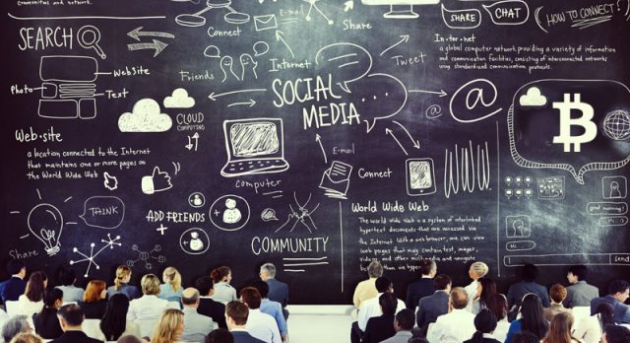 E-mail
SHARE
CHAT
(HOW TO CONNECT?)
SEARCH
Connect
Share
In·ter·net
a global computer network providing a variety of information
and communication facilities, consisting of interconnected networks
using standardized communication protocols.
Friends
Internet
Tweet
Website
Photo
Text
SOCIAL
MEDIA
@
CLOUD
COMPUTING
Web·site
a location connected to the Internet
that maintains one or more pages on
the World Wide Web
Computer
E-mail
Connect
WWW
THINK
ADD FRIENDS
+
COMMUNITY
World Wide Web
The world wide web is a system of interlinked
hypertext documents that are accessed via
the Internet. With a web browser, one can view
web pages that may contain text, images,
videos, and other multimedia and navigate
between them via hyper
Share
Hi
Send